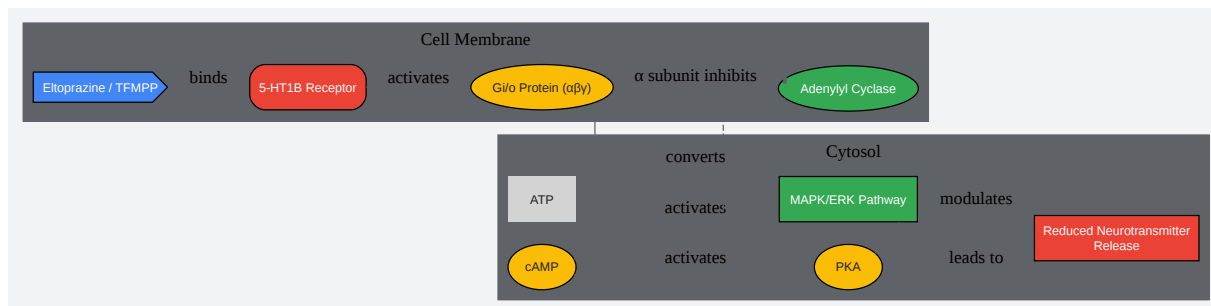 Cell Membrane
Eltoprazine / TFMPP
binds
5-HT1B Receptor
activates
Gi/o Protein (αβγ)
α subunit inhibits
Adenylyl Cyclase
Cytosol
converts
ATP
activates
MAPK/ERK Pathway
modulates
Reduced Neurotransmitter
Release
cAMP
activates
PKA
leads to